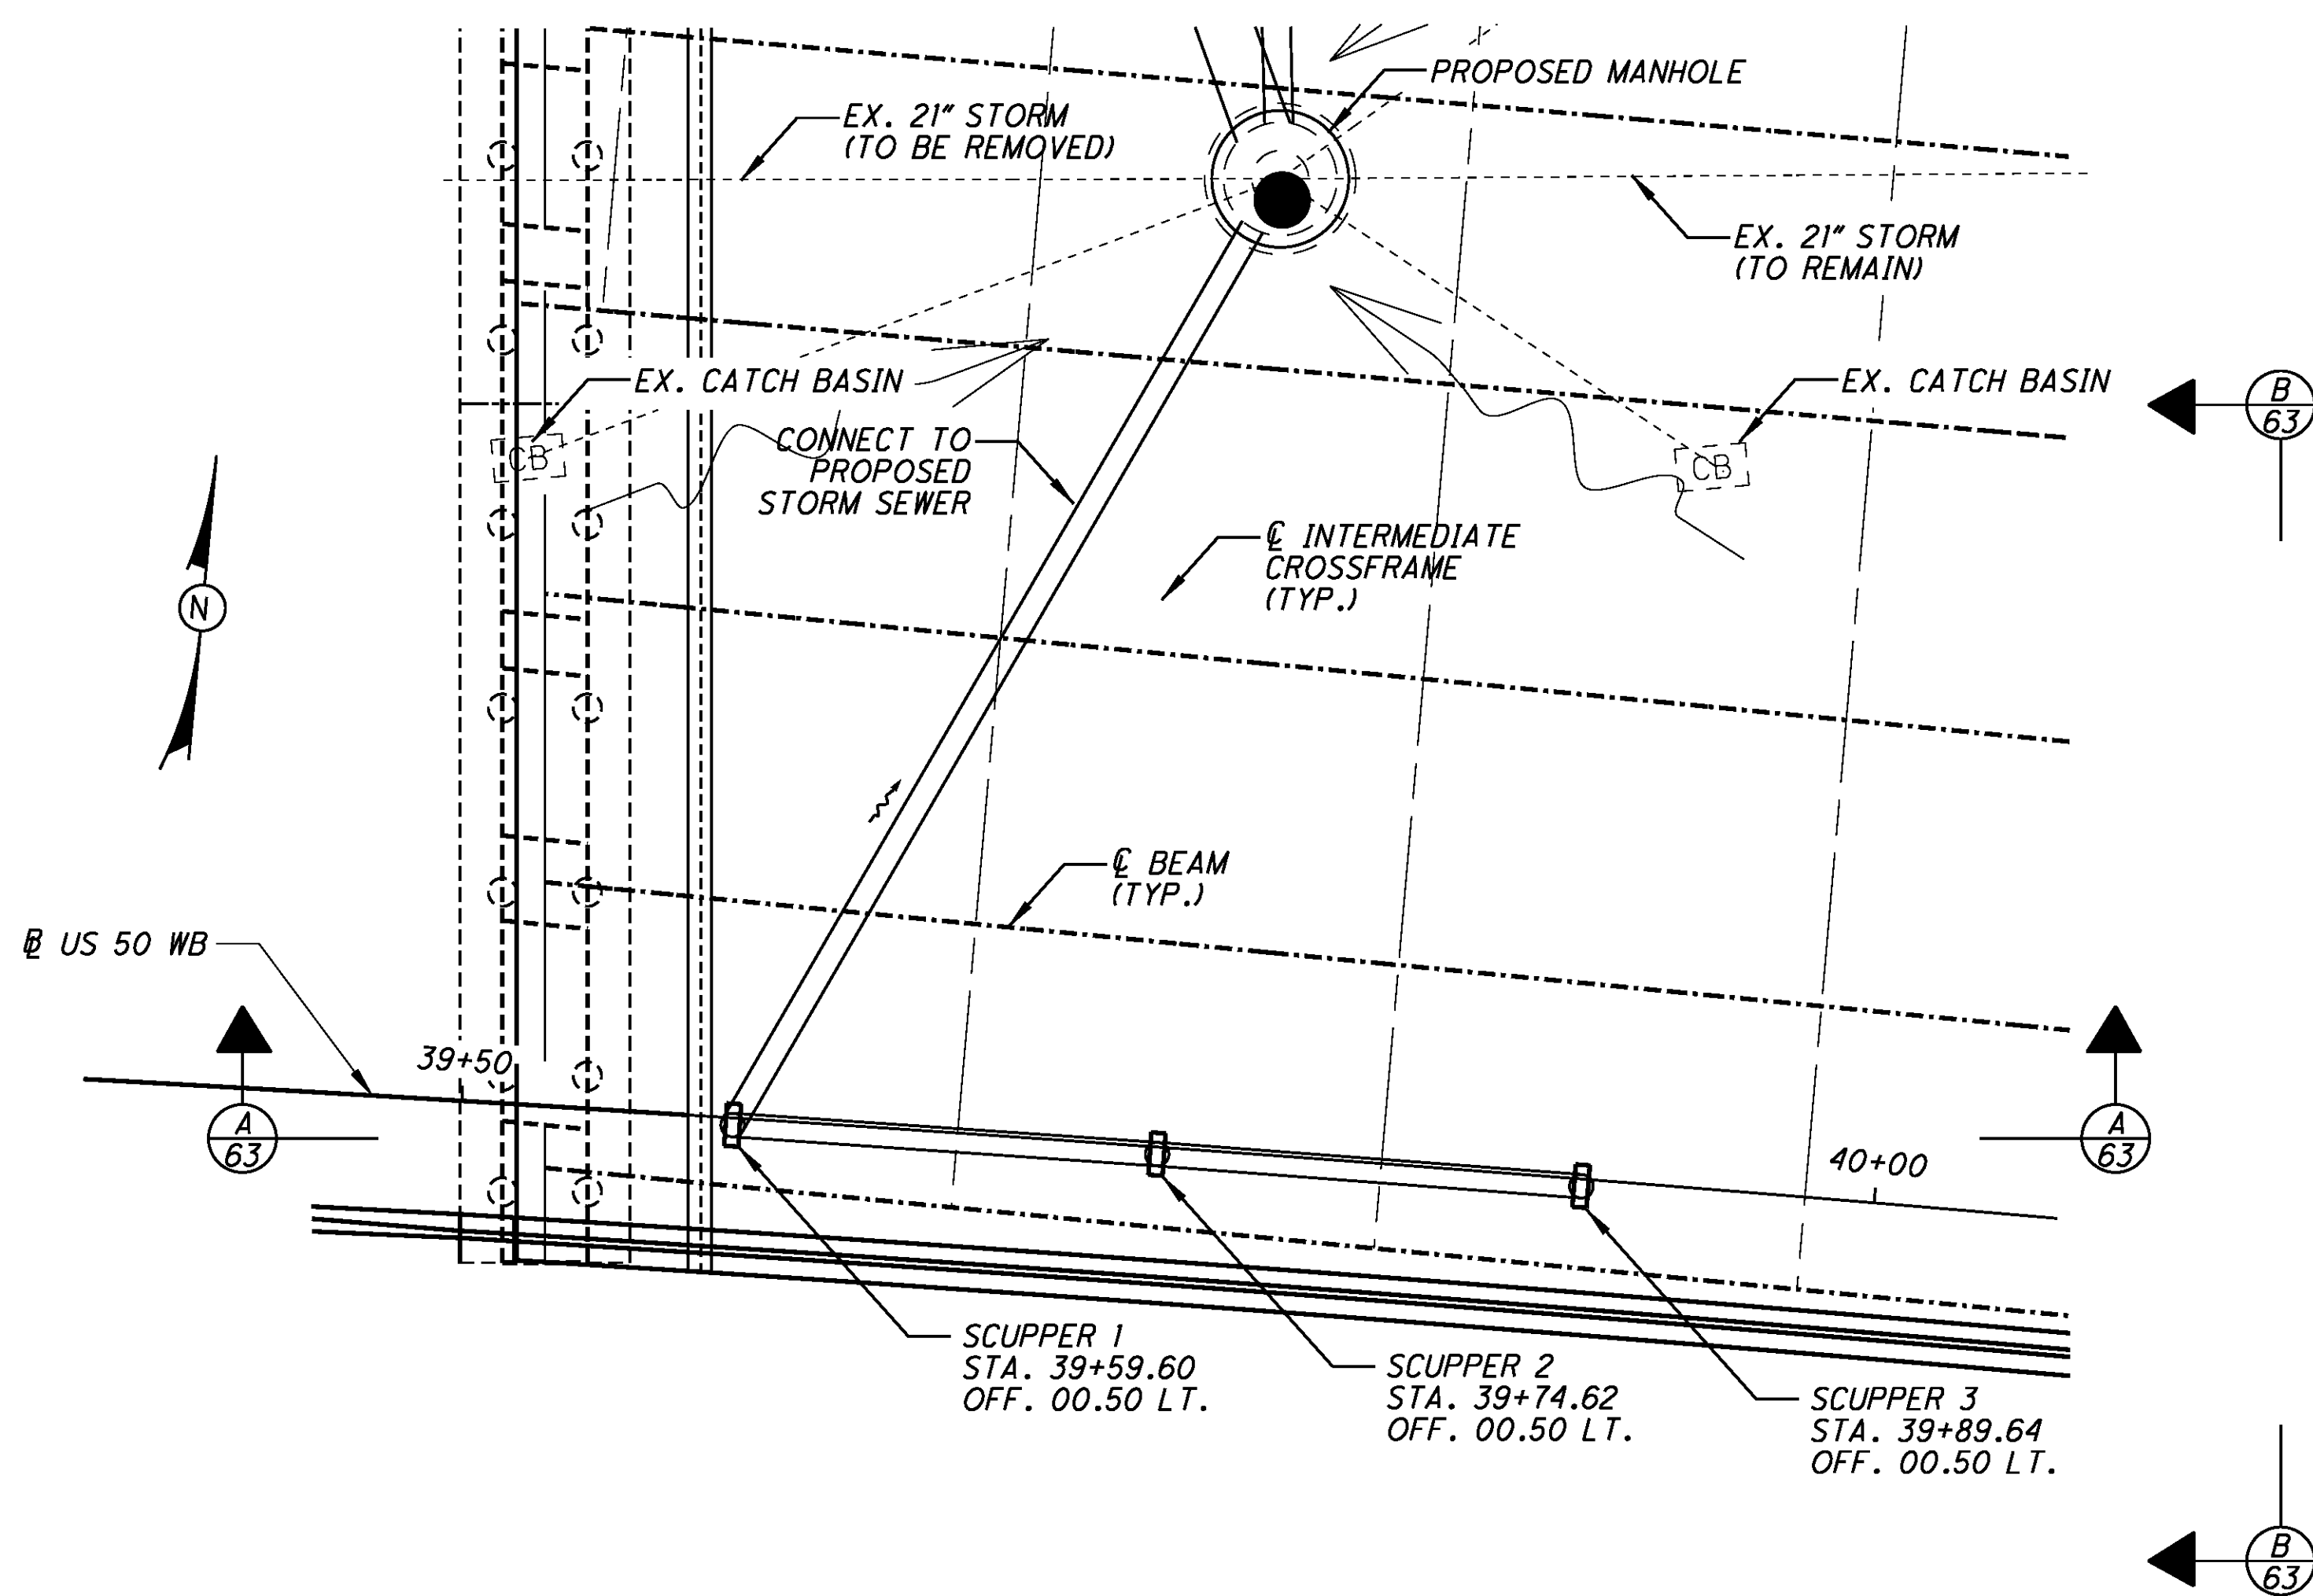 PROPOSED MANHOLE
EX. 21" STORM
(TO BE REMOVED)
EX. 21" STORM
(TO REMAIN)
EX. CATCH BASIN
EX. CATCH BASIN
B
63
CONNECT TO
PROPOSED
STORM SEWER
CB
CB
℄ INTERMEDIATE
CROSSFRAME
(TYP.)
N
℄ BEAM
(TYP.)
℄ US 50 WB
39+50
A
63
A
63
40+00
SCUPPER 1
STA. 39+59.60
OFF. 00.50 LT.
SCUPPER 2
STA. 39+74.62
OFF. 00.50 LT.
SCUPPER 3
STA. 39+89.64
OFF. 00.50 LT.
B
63